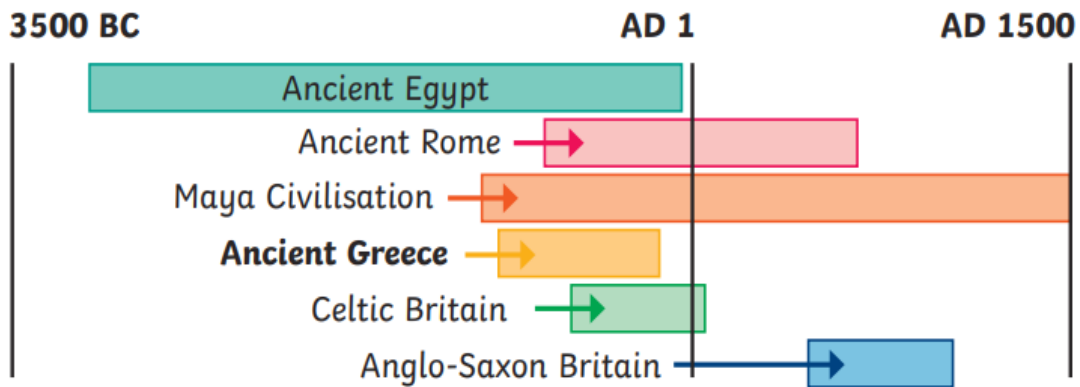 3500 BC AD 1 AD 1500
Ancient Egypt
Ancient Rome
Maya Civilisation
Ancient Greece
Celtic Britain
Anglo-Saxon Britain